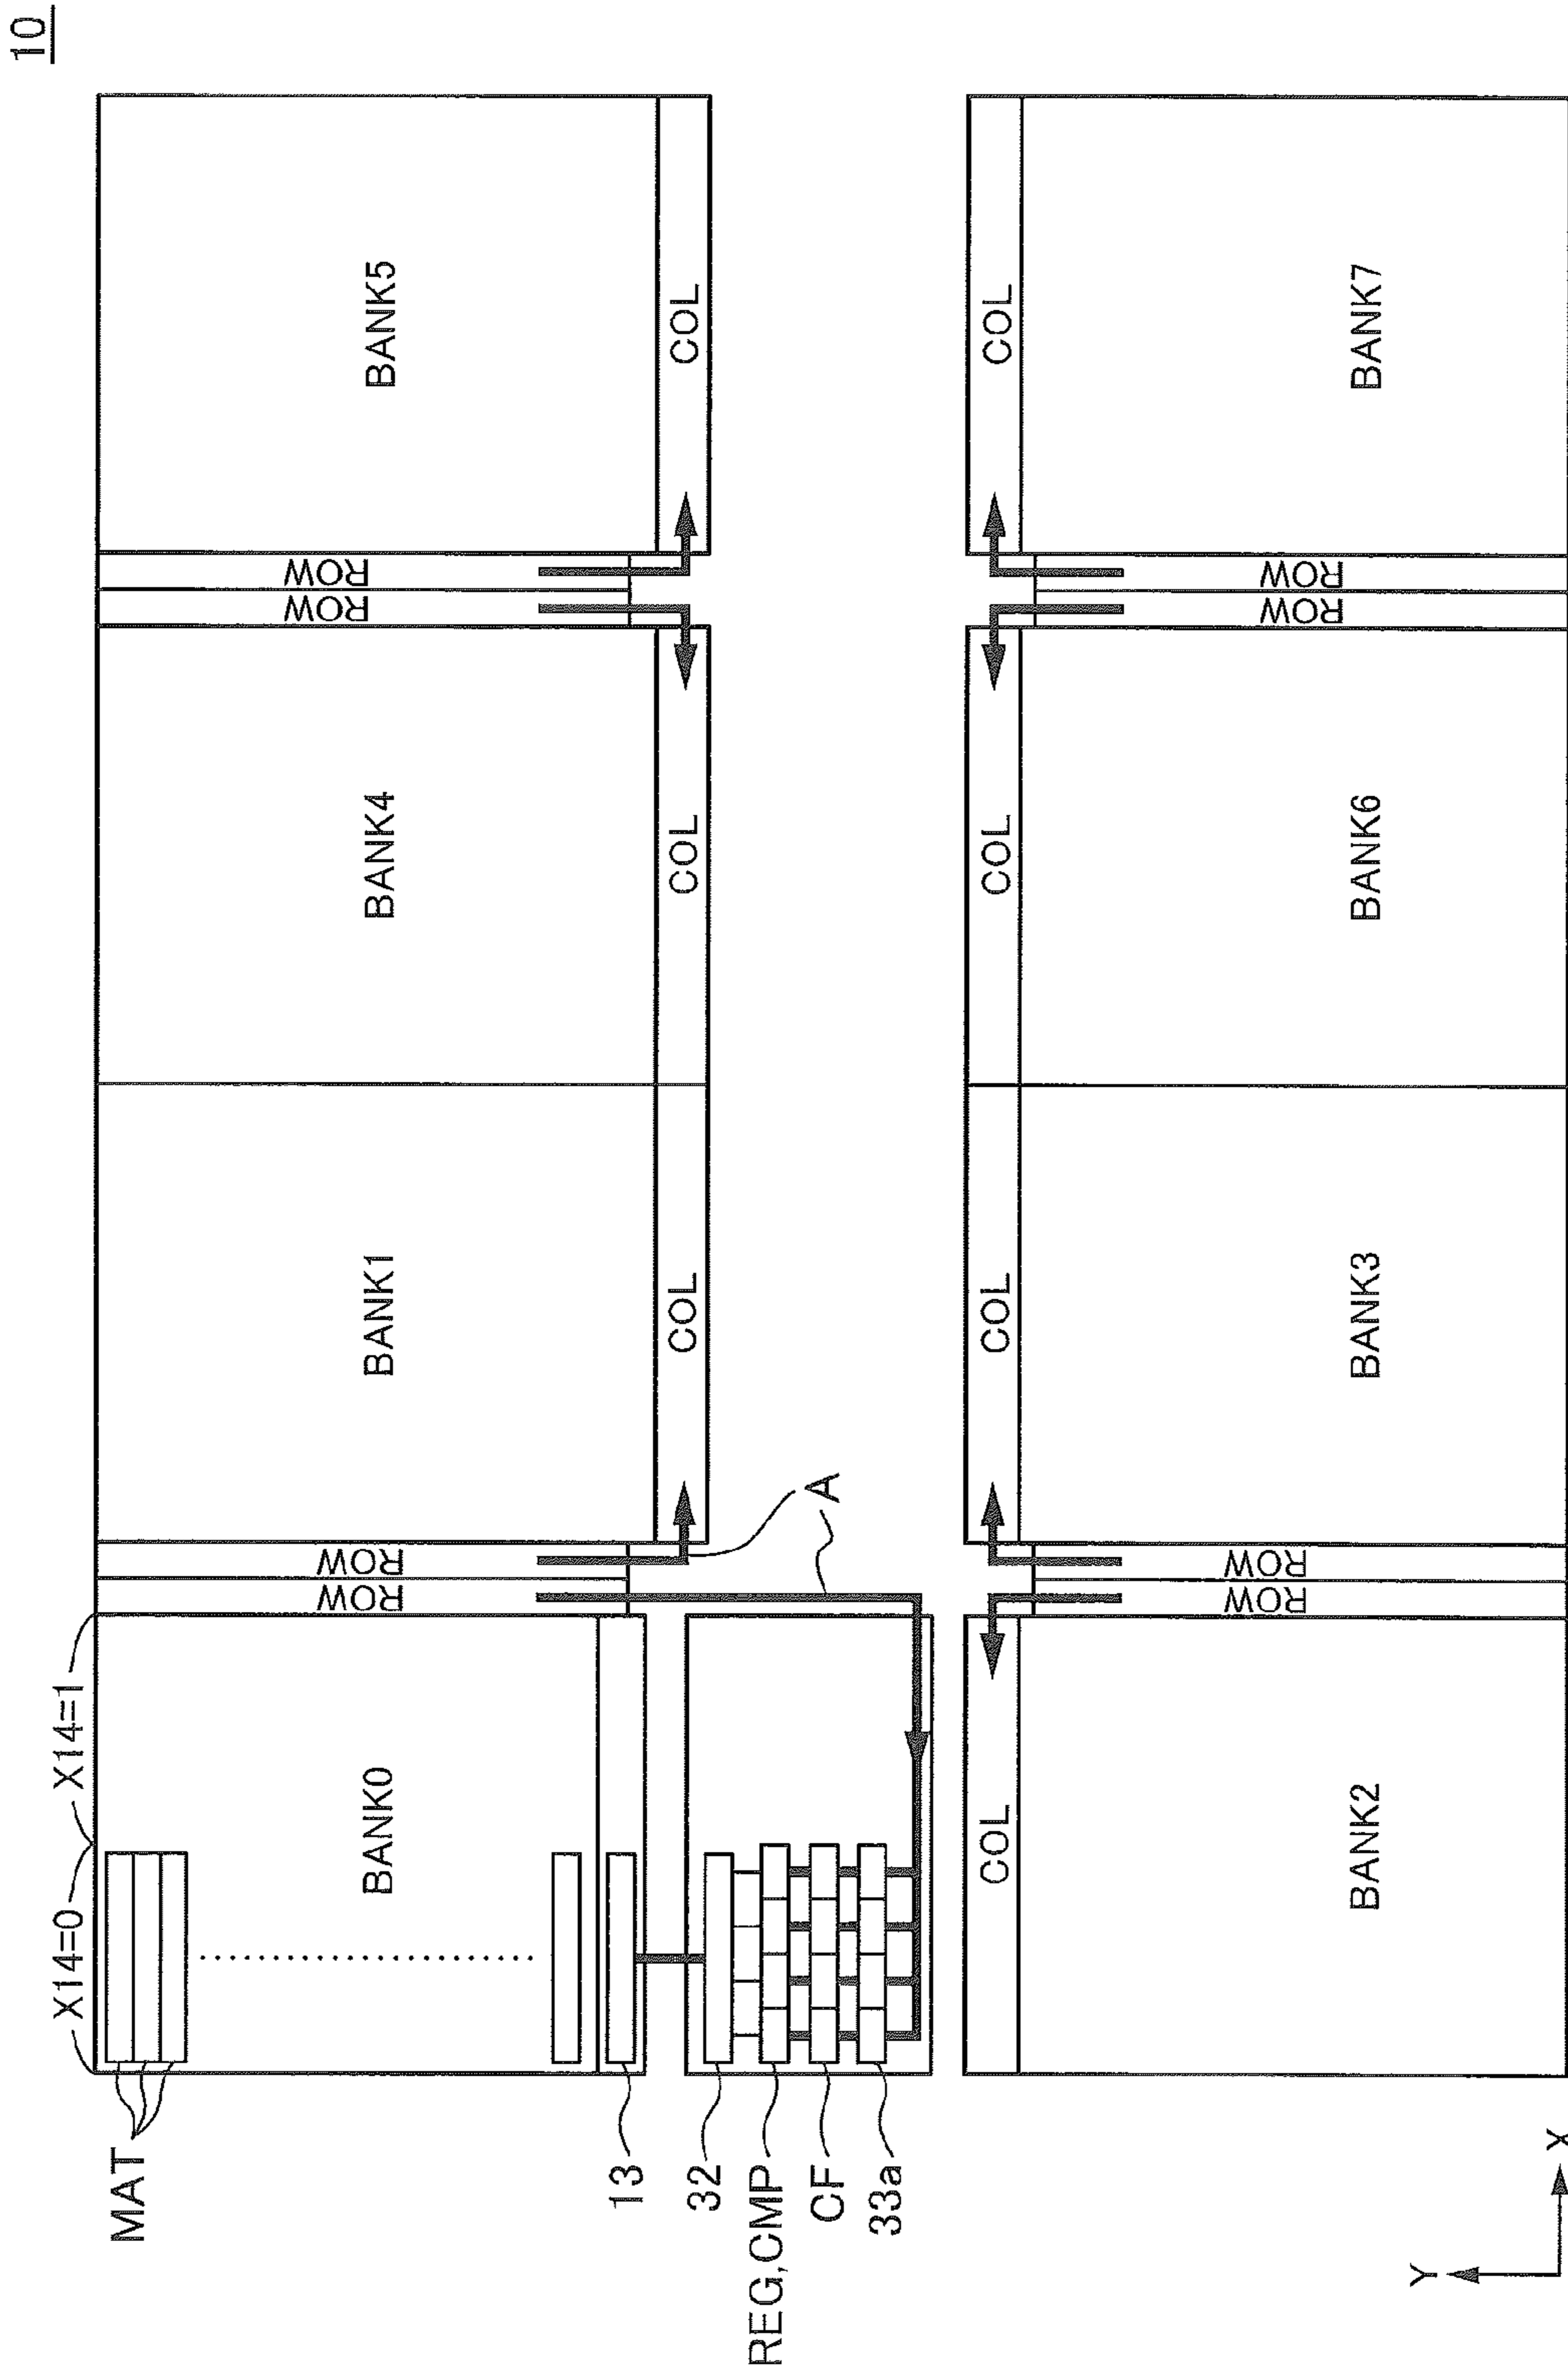 10
X14=0
X14=1
MAT
BANK0
ROW
ROW
BANK1
BANK4
ROW
ROW
BANK5
13
COL
COL
COL
A
32
REG,CMP
CF
33a
COL
COL
COL
COL
ROW
ROW
ROW
ROW
BANK2
BANK3
BANK6
BANK7
Y
X